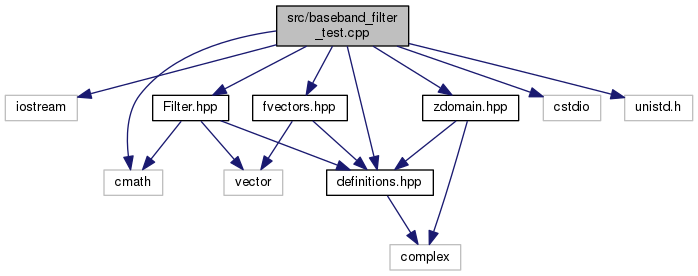 src/baseband_filter
_test.cpp
iostream
Filter.hpp
fvectors.hpp
zdomain.hpp
cstdio
unistd.h
cmath
vector
definitions.hpp
complex